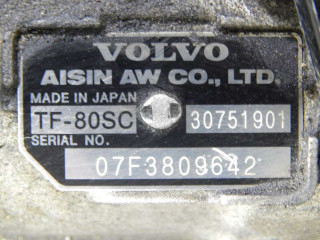 VOLVO
AISIN AW CO., LTD.
MADE IN JAPAN
TF-80SC 30751901
SERIAL NO.
07F3809642